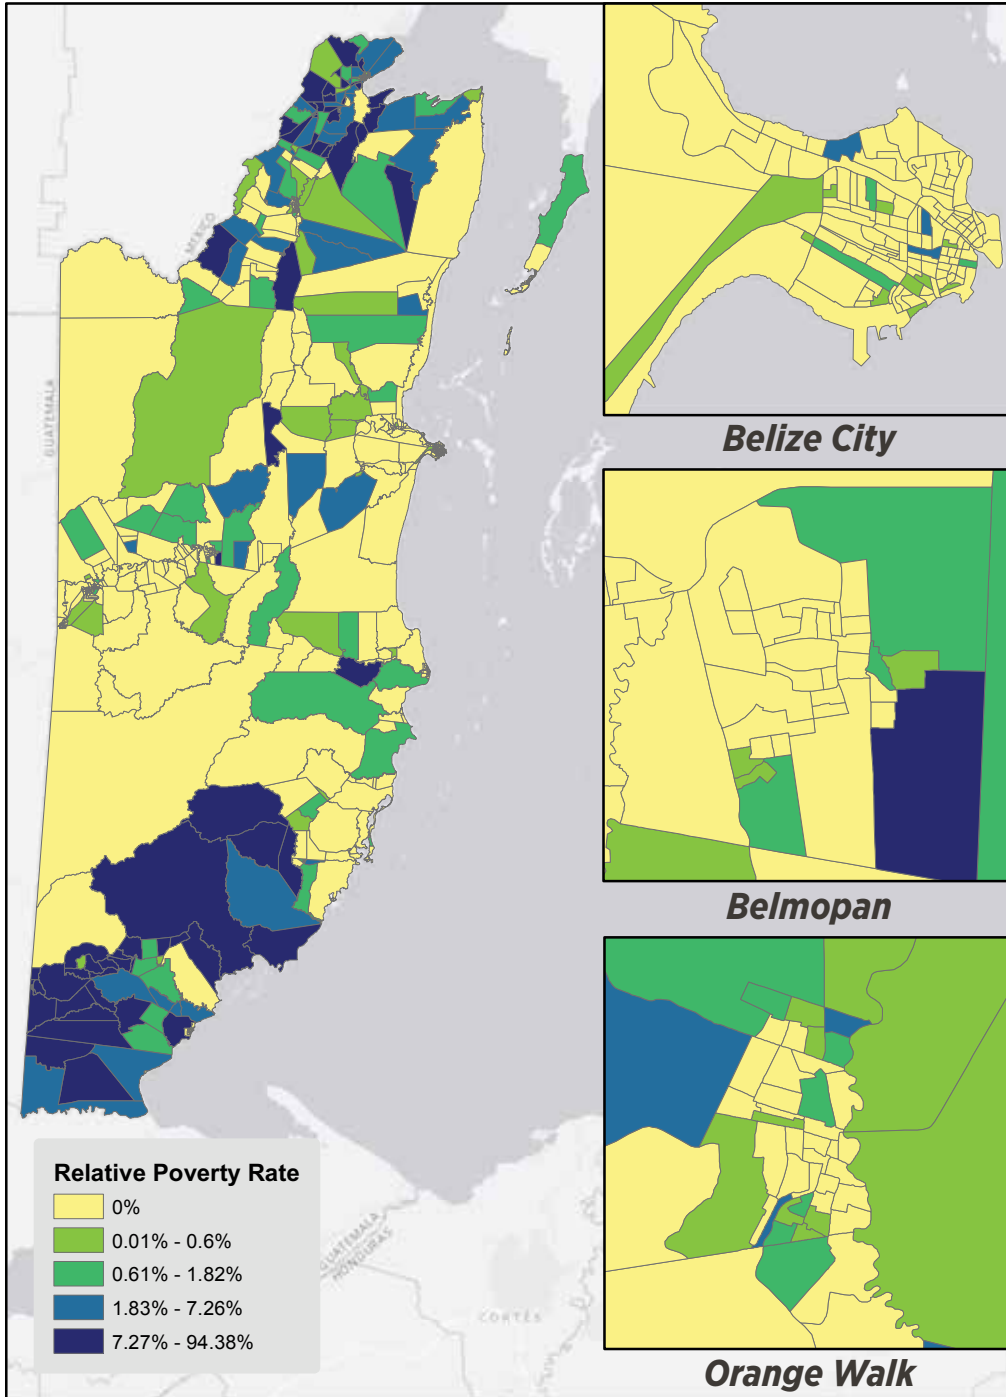 MEXICO
GUATEMALA
Belize City
Belmopan
Orange Walk
Relative Poverty Rate
0%
0.01% - 0.6%
0.61% - 1.82%
1.83% - 7.26%
7.27% - 94.38%
GUATEMALA
HONDURAS
CORTÉS